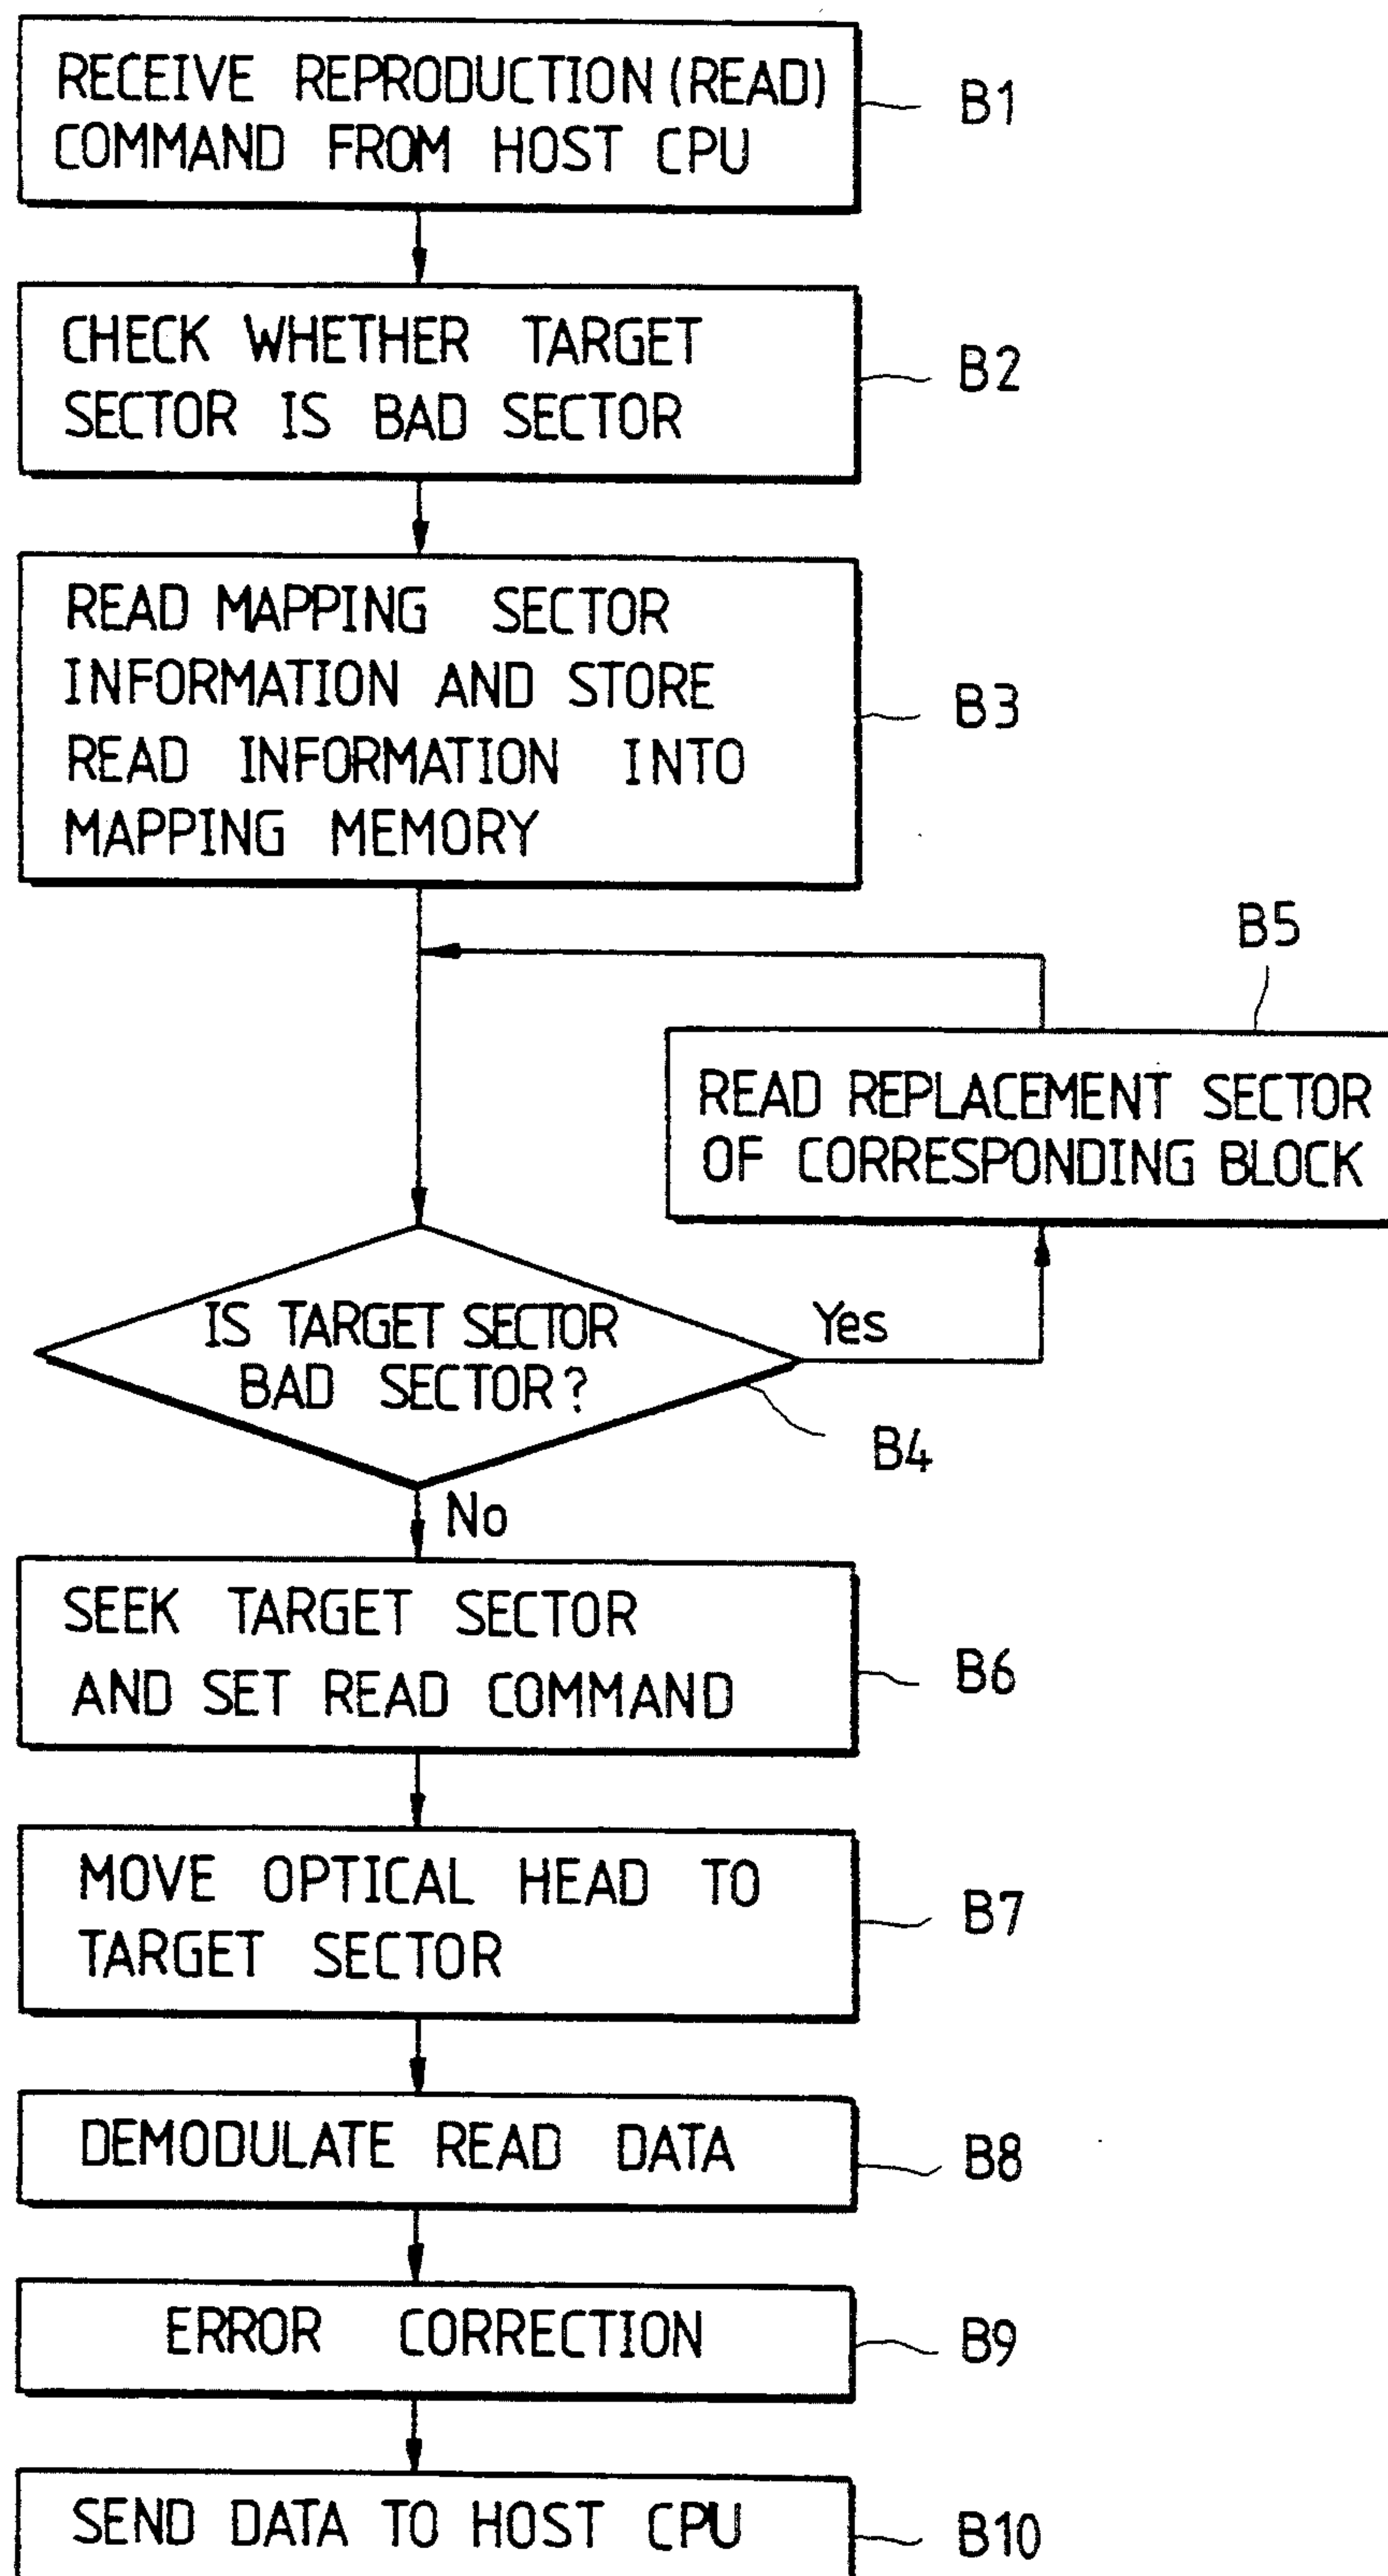 RECEIVE REPRODUCTION (READ)
COMMAND FROM HOST CPU
B1
CHECK WHETHER TARGET
SECTOR IS BAD SECTOR
B2
READ MAPPING SECTOR
INFORMATION AND STORE
READ INFORMATION INTO
MAPPING MEMORY
B3
B5
READ REPLACEMENT SECTOR
OF CORRESPONDING BLOCK
IS TARGET SECTOR
BAD SECTOR?
Yes
B4
No
SEEK TARGET SECTOR
AND SET READ COMMAND
B6
MOVE OPTICAL HEAD TO
TARGET SECTOR
B7
DEMODULATE READ DATA
B8
ERROR CORRECTION
B9
SEND DATA TO HOST CPU
B10